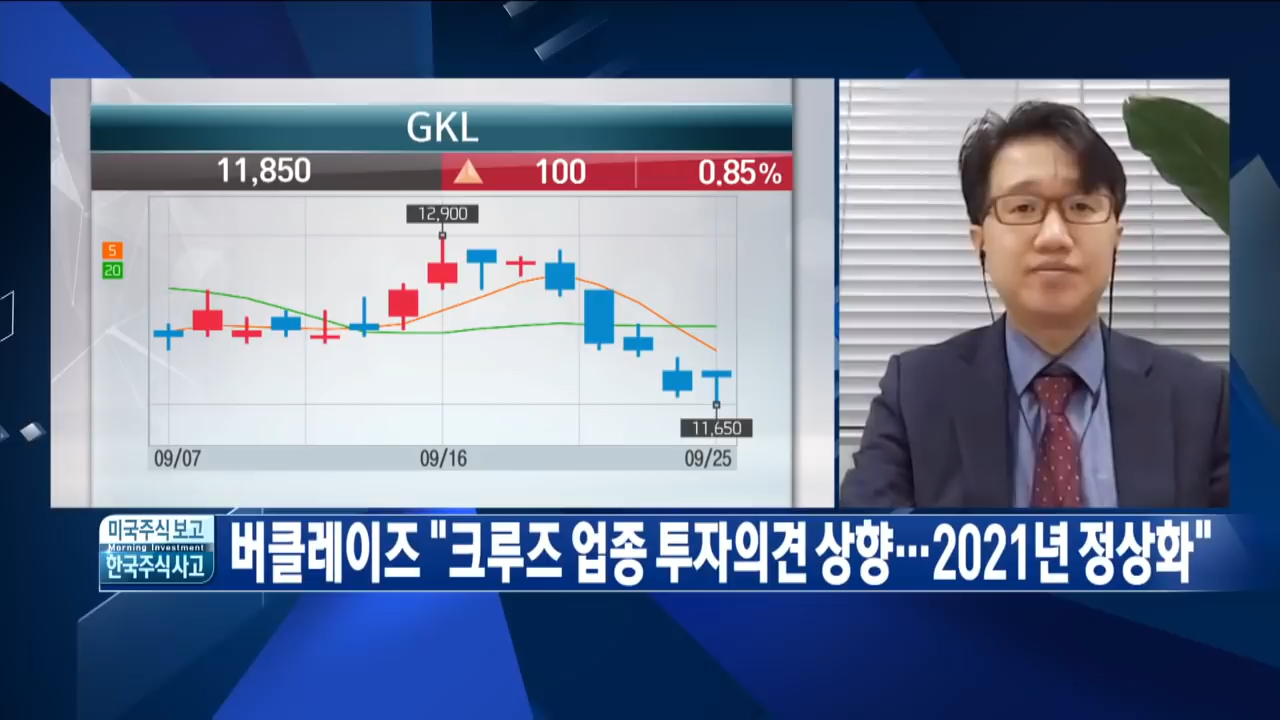 GKL
11,850 ▲ 100 0.85%
12,900
5
20
11,650
09/07 09/16 09/25
미국주식 보고
Morning Investment
한국주식 사고
버클레이즈 "크루즈 업종 투자의견 상향…2021년 정상화"